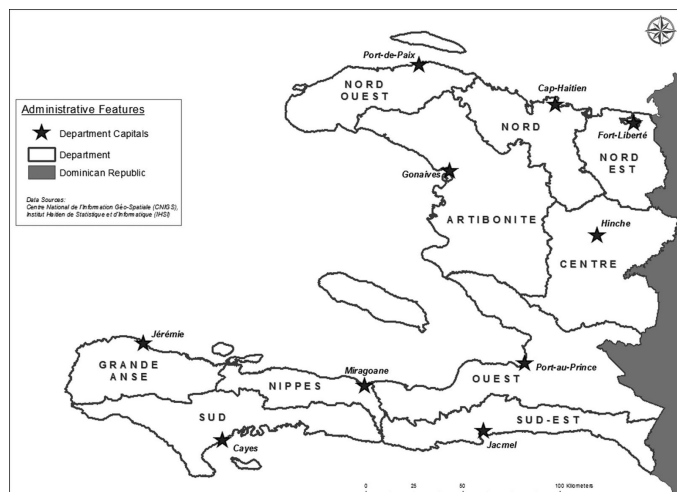 Port-de-Paix
NORD
OUEST
Cap-Haitien
NORD
Fort-Liberté
NORD
EST
Administrative Features
Department Capitals
Department
Dominican Republic
Data Sources:
Centre National de l'Information Géo-Spatiale (CNIGS),
Institut Haïtien de Statistique et d'Informatique (IHSI)
Gonaives
ARTIBONITE
Hinche
CENTRE
Jérémie
GRANDE
ANSE
Miragoane
NIPPES
OUEST
Port-au-Prince
SUD
SUD-EST
Cayes
Jacmel
0 25 50 100 Kilometers